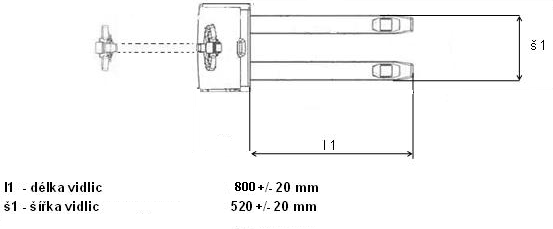 š1
l1
l1 - délka vidlic 800 +/- 20 mm
š1 - šířka vidlic 520 +/- 20 mm